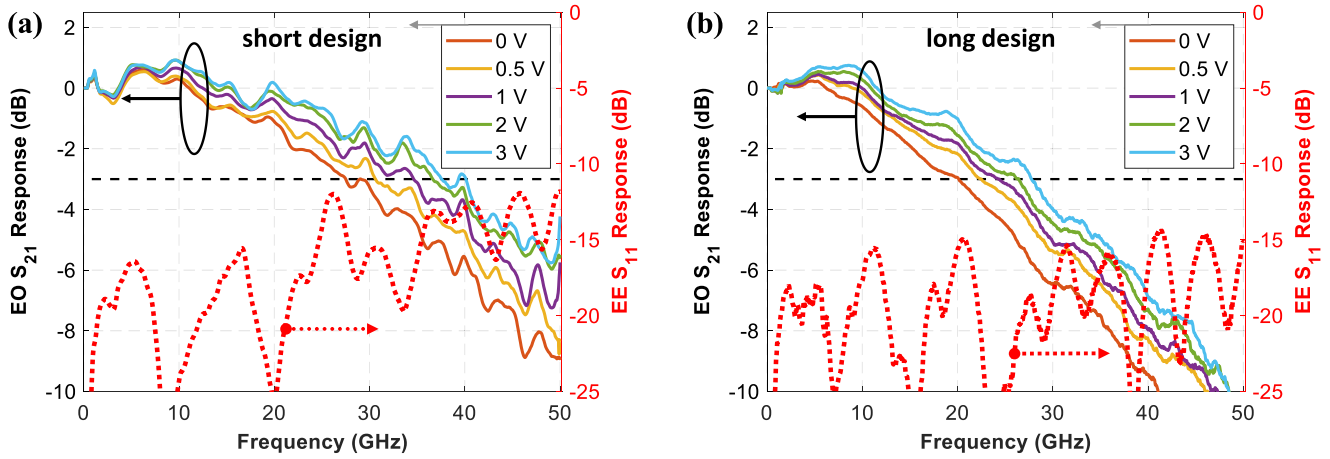 (a)
short design
0 V
0.5 V
1 V
2 V
3 V
EO S21 Response (dB)
2
0
-2
-4
-6
-8
-10
0
10
20
30
40
50
Frequency (GHz)
0
-5
-10
-15
-20
-25
EE S11 Response (dB)
(b)
long design
0 V
0.5 V
1 V
2 V
3 V
EO S21 Response (dB)
2
0
-2
-4
-6
-8
-10
0
10
20
30
40
50
Frequency (GHz)
0
-5
-10
-15
-20
-25
EE S11 Response (dB)